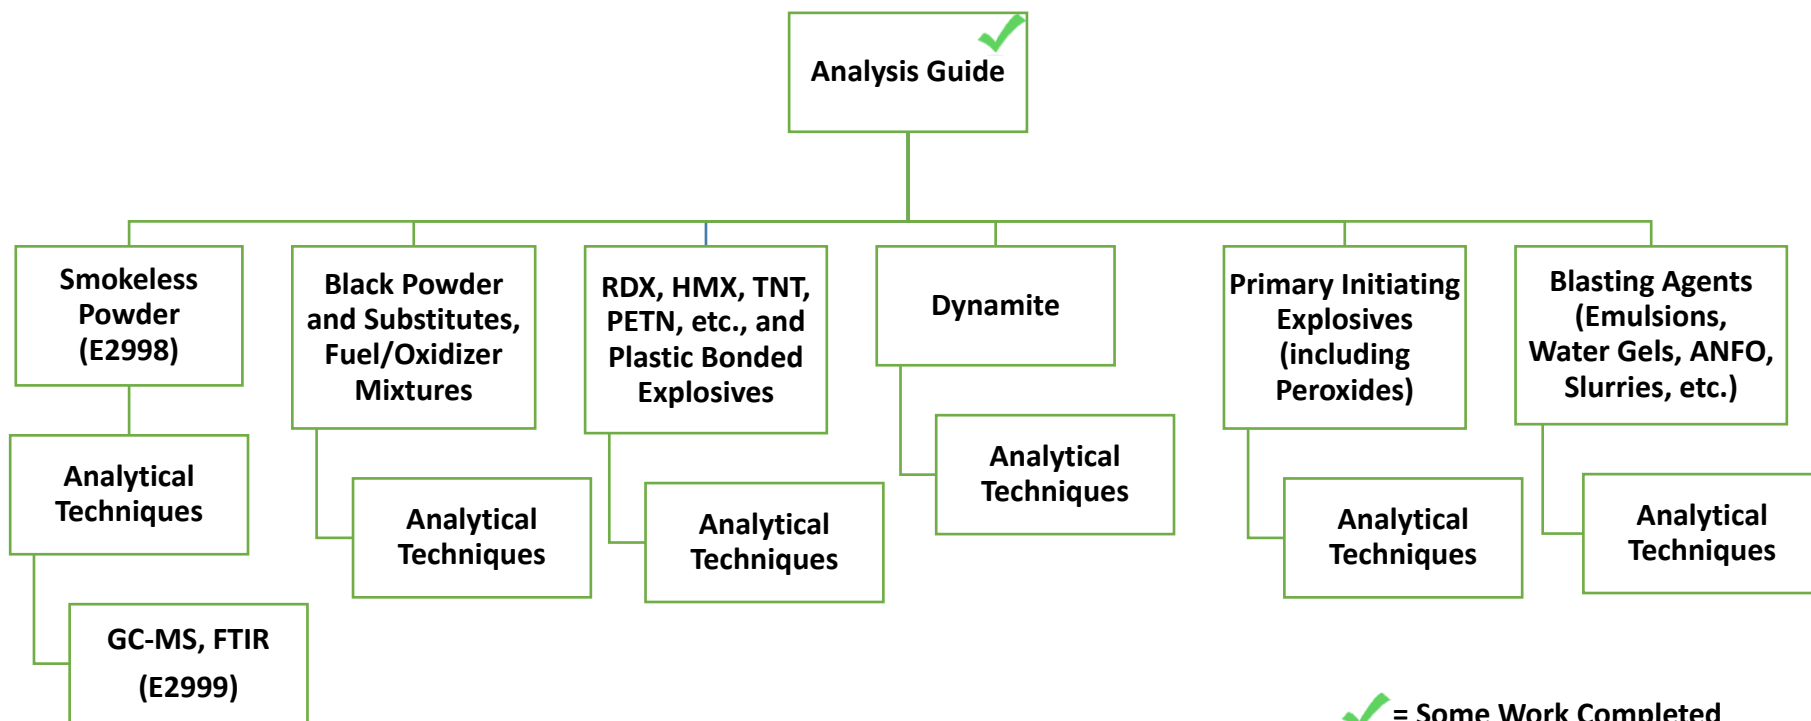 Analysis Guide
Smokeless
Powder
(E2998)
Black Powder
and Substitutes,
Fuel/Oxidizer
Mixtures
RDX, HMX, TNT,
PETN, etc., and
Plastic Bonded
Explosives
Dynamite
Primary Initiating
Explosives
(including
Peroxides)
Blasting Agents
(Emulsions,
Water Gels, ANFO,
Slurries, etc.)
Analytical
Techniques
Analytical
Techniques
Analytical
Techniques
Analytical
Techniques
Analytical
Techniques
Analytical
Techniques
GC-MS, FTIR
(E2999)
= Some Work Completed